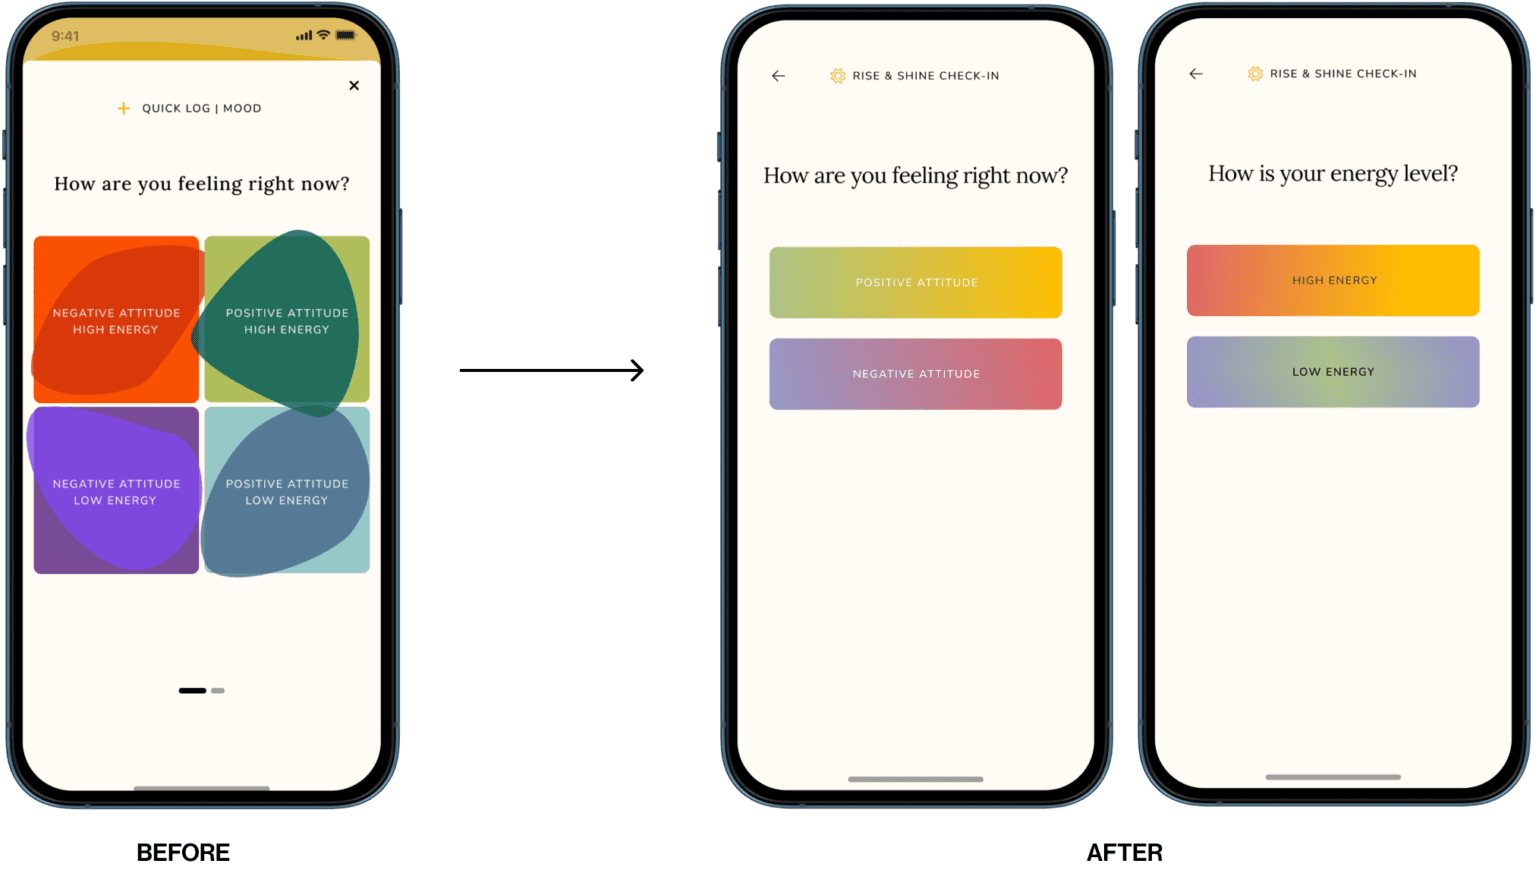 9:41
QUICK LOG | MOOD
How are you feeling right now?
NEGATIVE ATTITUDE
HIGH ENERGY
POSITIVE ATTITUDE
HIGH ENERGY
NEGATIVE ATTITUDE
LOW ENERGY
POSITIVE ATTITUDE
LOW ENERGY
BEFORE
RISE & SHINE CHECK-IN
How are you feeling right now?
POSITIVE ATTITUDE
NEGATIVE ATTITUDE
RISE & SHINE CHECK-IN
How is your energy level?
HIGH ENERGY
LOW ENERGY
AFTER